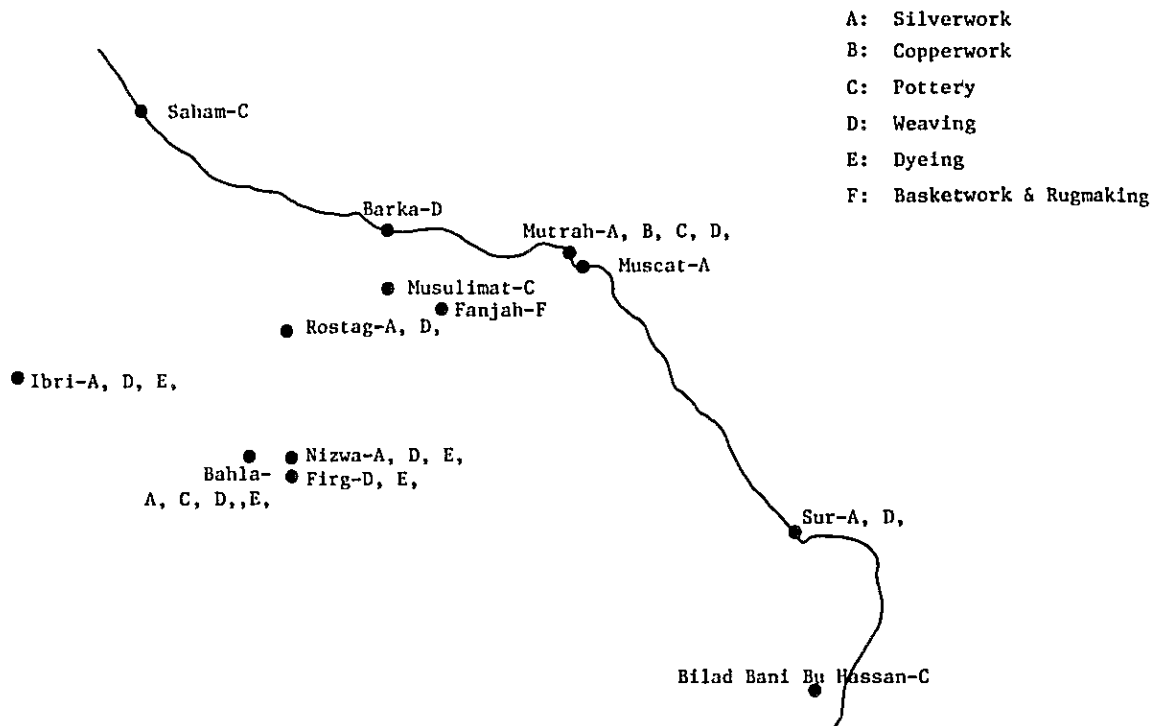 A: Silverwork
B: Copperwork
C: Pottery
D: Weaving
E: Dyeing
F: Basketwork & Rugmaking
Saham-C
Barka-D
Mutrah-A, B, C, D,
Muscat-A
Musulimat-C
Fanjah-F
Rostag-A, D,
Ibri-A, D, E,
Nizwa-A, D, E,
Bahla-
A, C, D,,E,
Firg-D, E,
Sur-A, D,
Bilad Bani Bu Hassan-C